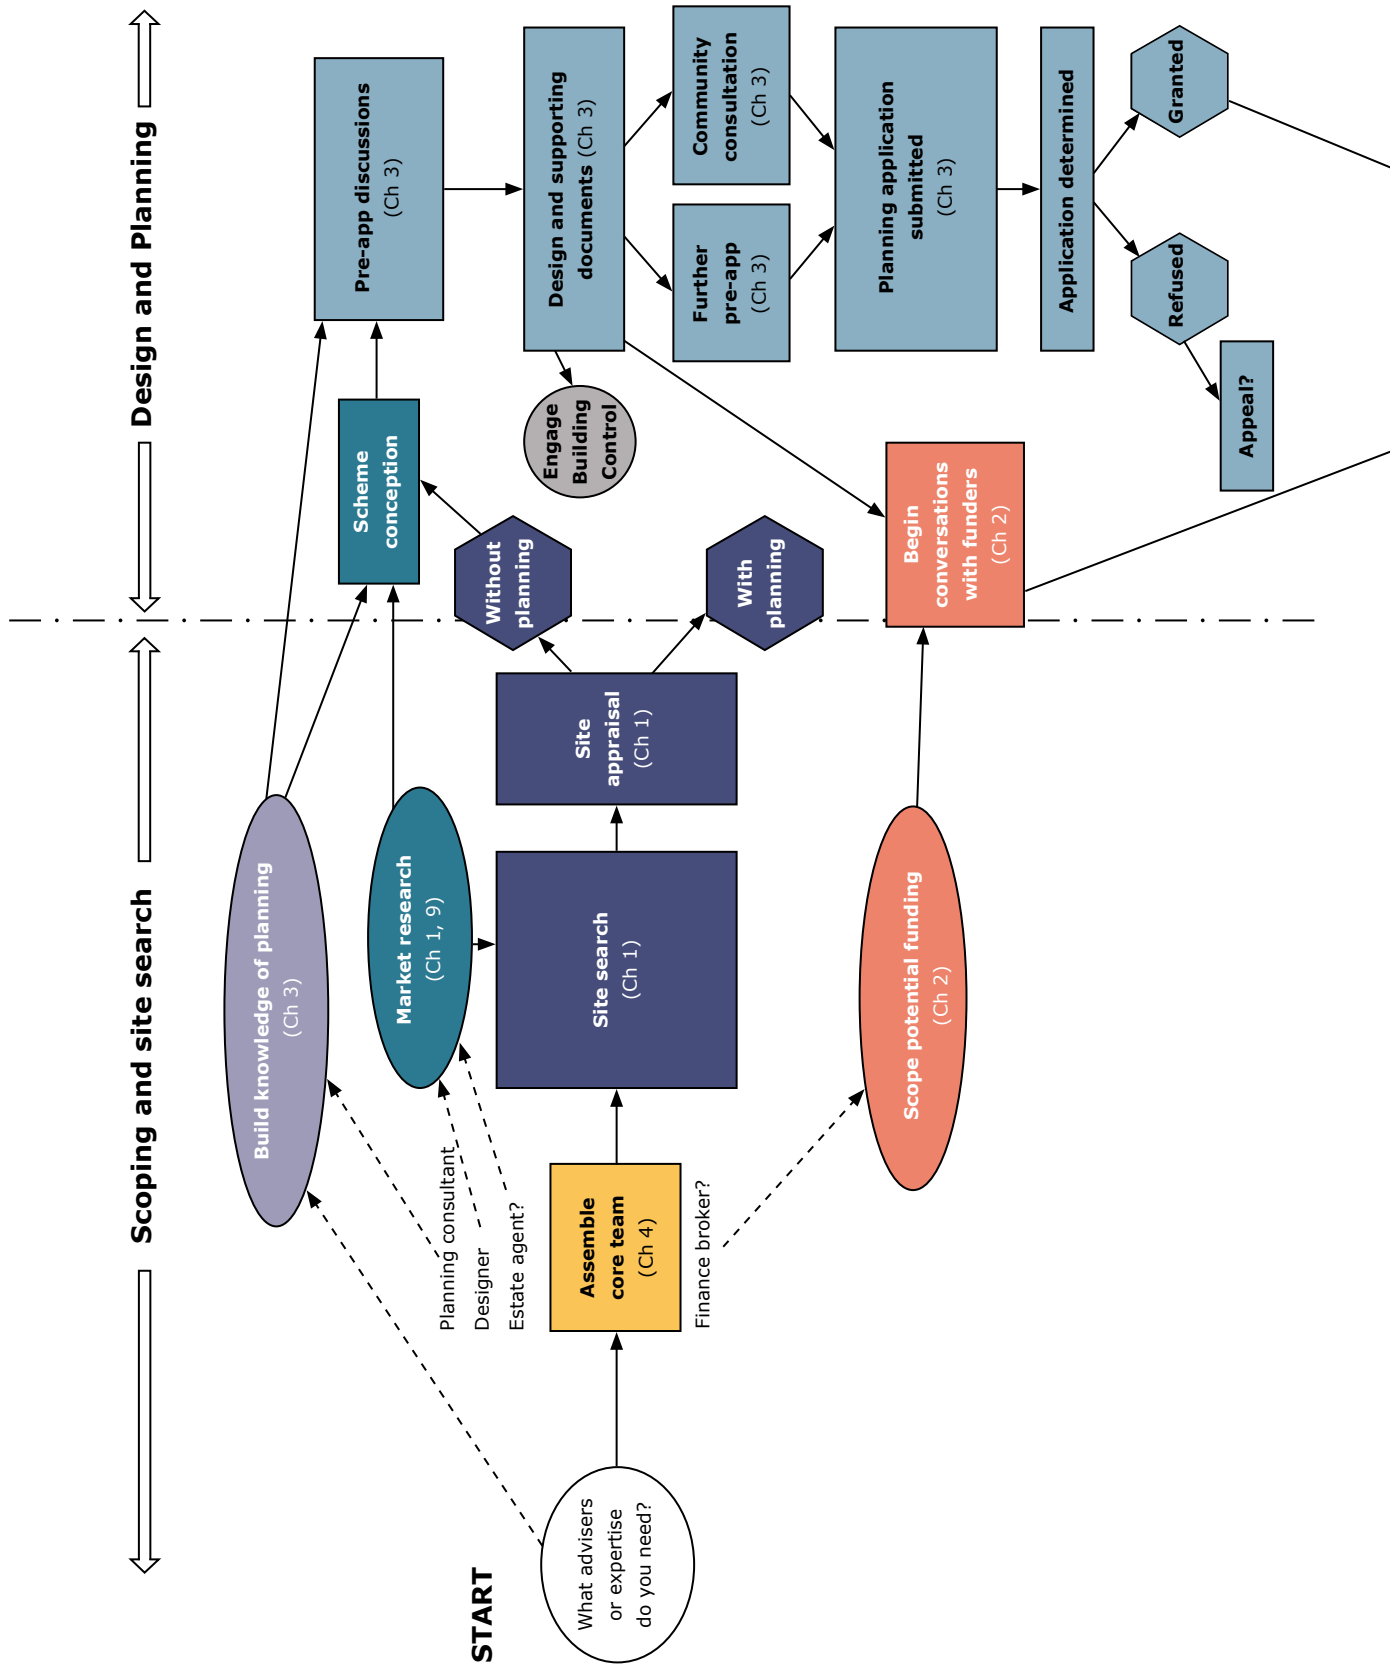 Scoping and site search
Design and Planning
START
What advisers
or expertise
do you need?
Build knowledge of planning
(Ch 3)
Planning consultant
Designer
Estate agent?
Market research
(Ch 1, 9)
Assemble
core team
(Ch 4)
Finance broker?
Site search
(Ch 1)
Scope potential funding
(Ch 2)
Site
appraisal
(Ch 1)
Without
planning
With
planning
Scheme
conception
Begin
conversations
with funders
(Ch 2)
Pre-app discussions
(Ch 3)
Engage
Building
Control
Design and supporting
documents (Ch 3)
Further
pre-app
(Ch 3)
Community
consultation
(Ch 3)
Planning application
submitted
(Ch 3)
Application determined
Refused
Granted
Appeal?